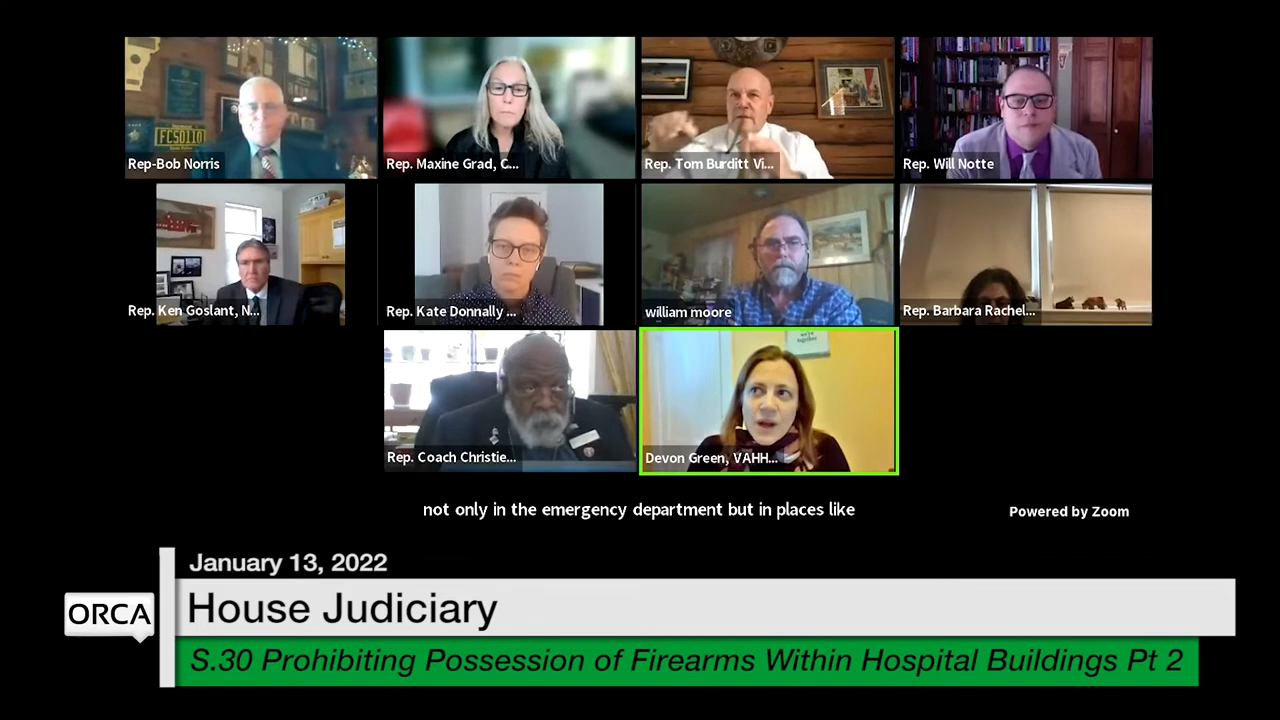 FCSO110
Rep-Bob Norris
Rep. Maxine Grad, C...
Rep. Tom Burditt Vi...
Rep. Will Notte
Rep. Ken Goslant, N...
Rep. Kate Donnally ...
william moore
Rep. Barbara Rachel...
together
Rep. Coach Christie...
Devon Green, VAHH...
not only in the emergency department but in places like
Powered by Zoom
January 13, 2022
ORCA
House Judiciary
S.30 Prohibiting Possession of Firearms Within Hospital Buildings Pt 2